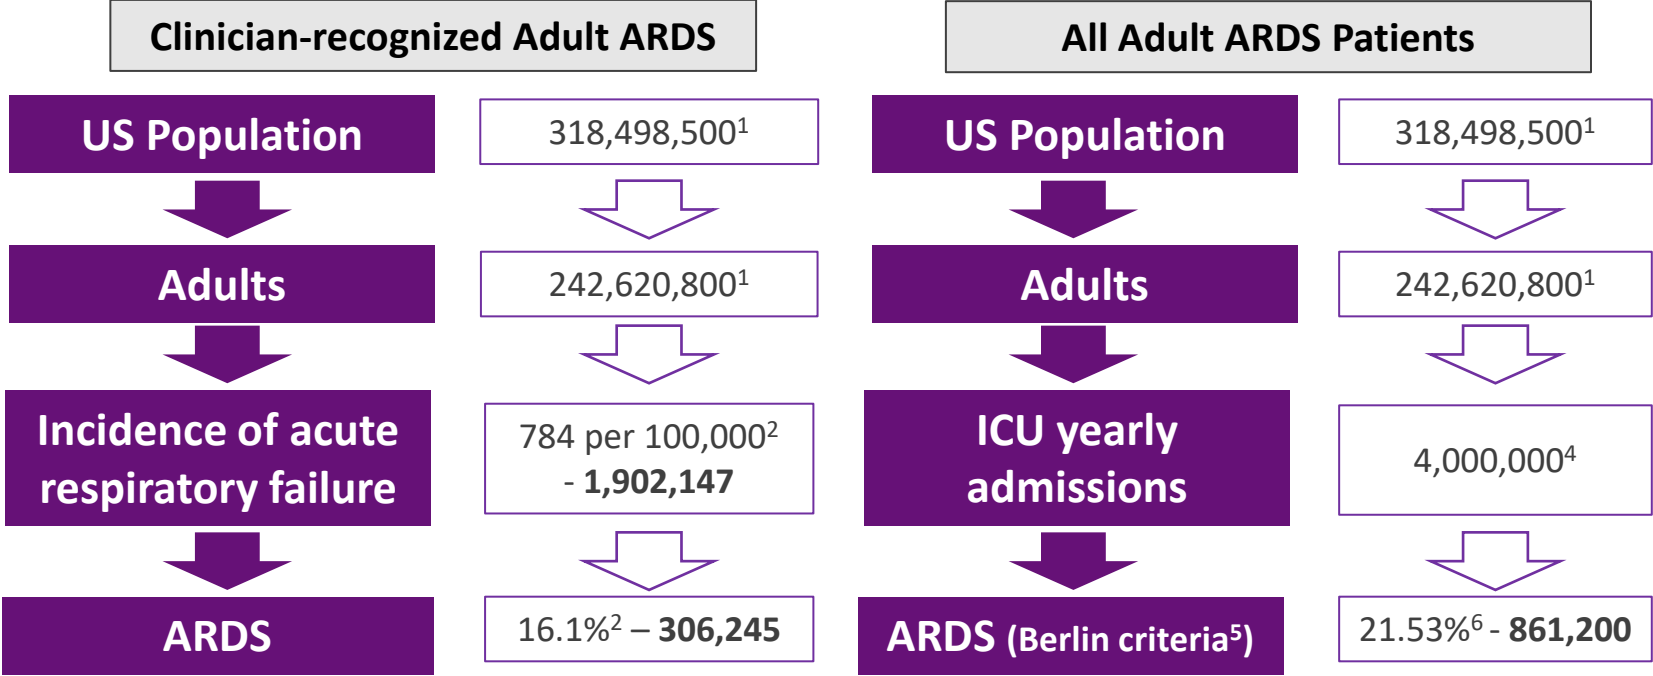 Clinician-recognized Adult ARDS
US Population
318,498,500¹
Adults
242,620,800¹
Incidence of acute
respiratory failure
784 per 100,000²
- 1,902,147
ARDS
16.1%² – 306,245
All Adult ARDS Patients
US Population
318,498,500¹
Adults
242,620,800¹
ICU yearly
admissions
4,000,000⁴
ARDS (Berlin criteria⁵)
21.53%⁶ - 861,200